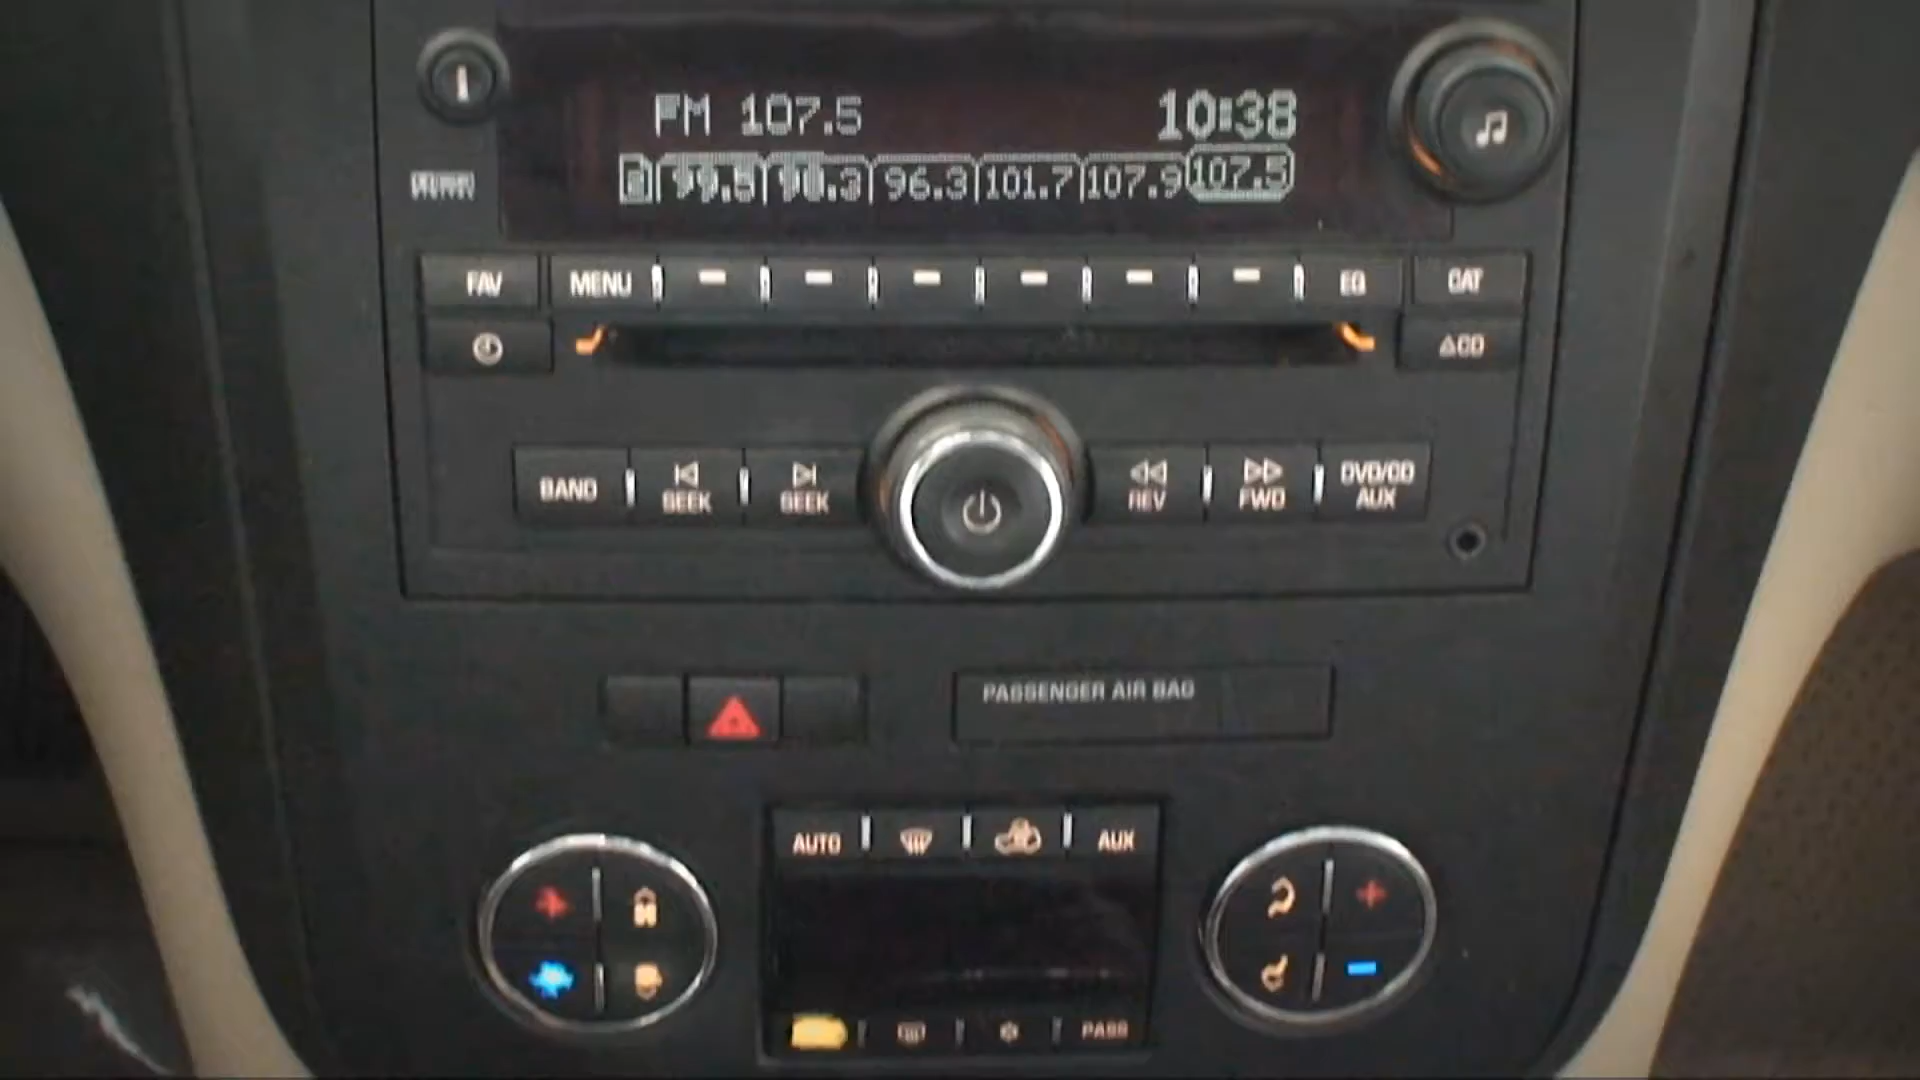 FM 107.5 10:38
96.3 101.7 107.9 107.5
FAV MENU EQ CAT
CD
BAND SEEK SEEK REV FWD DVD/CD
AUX
PASSENGER AIR BAG
AUTO AUX
PASS